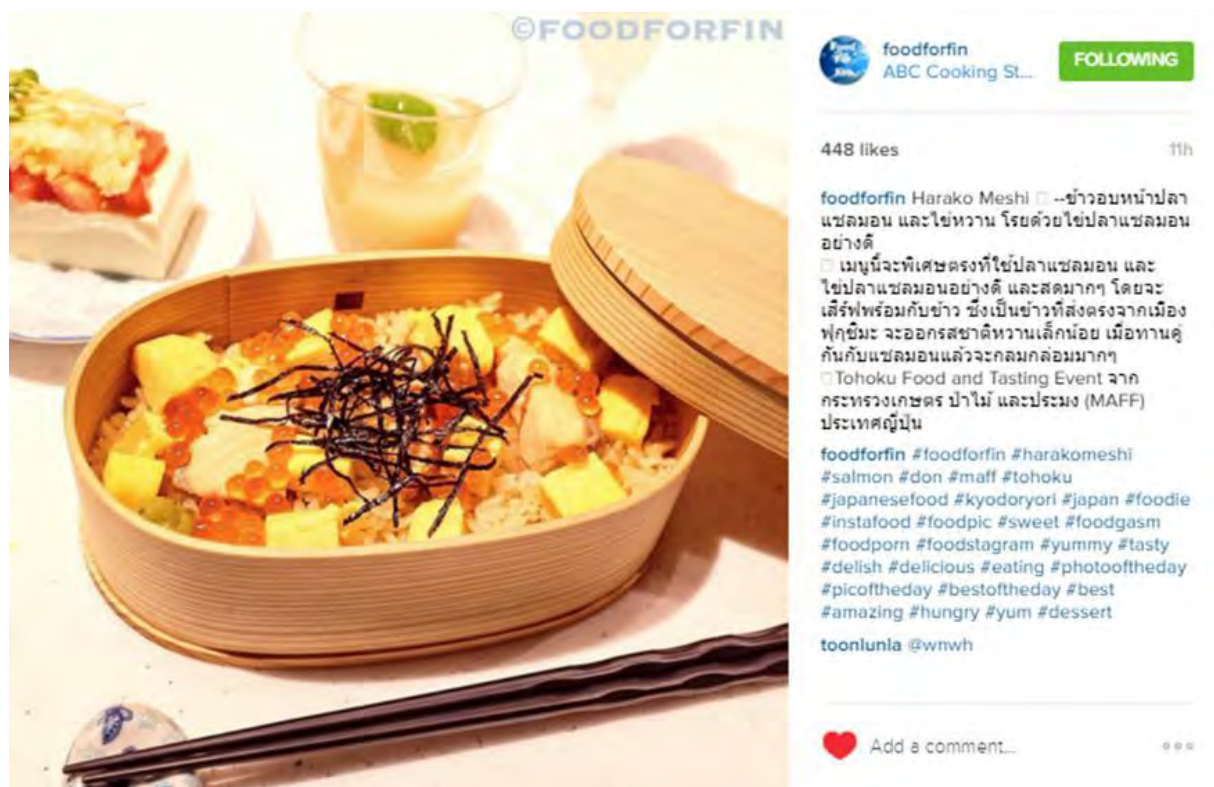 ©FOODFORFIN
foodforfin
ABC Cooking St...
FOLLOWING
448 likes
11h
foodforfin Harako Meshi □ --ข้าวอบหน้าปลา
แซลมอน และไข่หวาน โรยด้วยไข่ปลาแซลมอน
อย่างดี
□ เมนูนี้จะพิเศษตรงที่ใช้ปลาแซลมอน และ
ไข่ปลาแซลมอนอย่างดี และสดมากๆ โดยจะ
เสิร์ฟพร้อมกับข้าว ซึ่งเป็นข้าวที่ส่งตรงจากเมือง
ฟุกุชิมะ จะออกรสชาติหวานเล็กน้อย เมื่อทานคู่
กันกับแซลมอนแล้วจะกลมกล่อมมากๆ
□Tohoku Food and Tasting Event จาก
กระทรวงเกษตร ป่าไม้ และประมง (MAFF)
ประเทศญี่ปุ่น
foodforfin #foodforfin #harakomeshi
#salmon #don #maff #tohoku
#japanesefood #kyodoryori #japan #foodie
#instafood #foodpic #sweet #foodgasm
#foodporn #foodstagram #yummy #tasty
#delish #delicious #eating #photooftheday
#picoftheday #bestoftheday #best
#amazing #hungry #yum #dessert
toonlunla @wnwh
Add a comment...